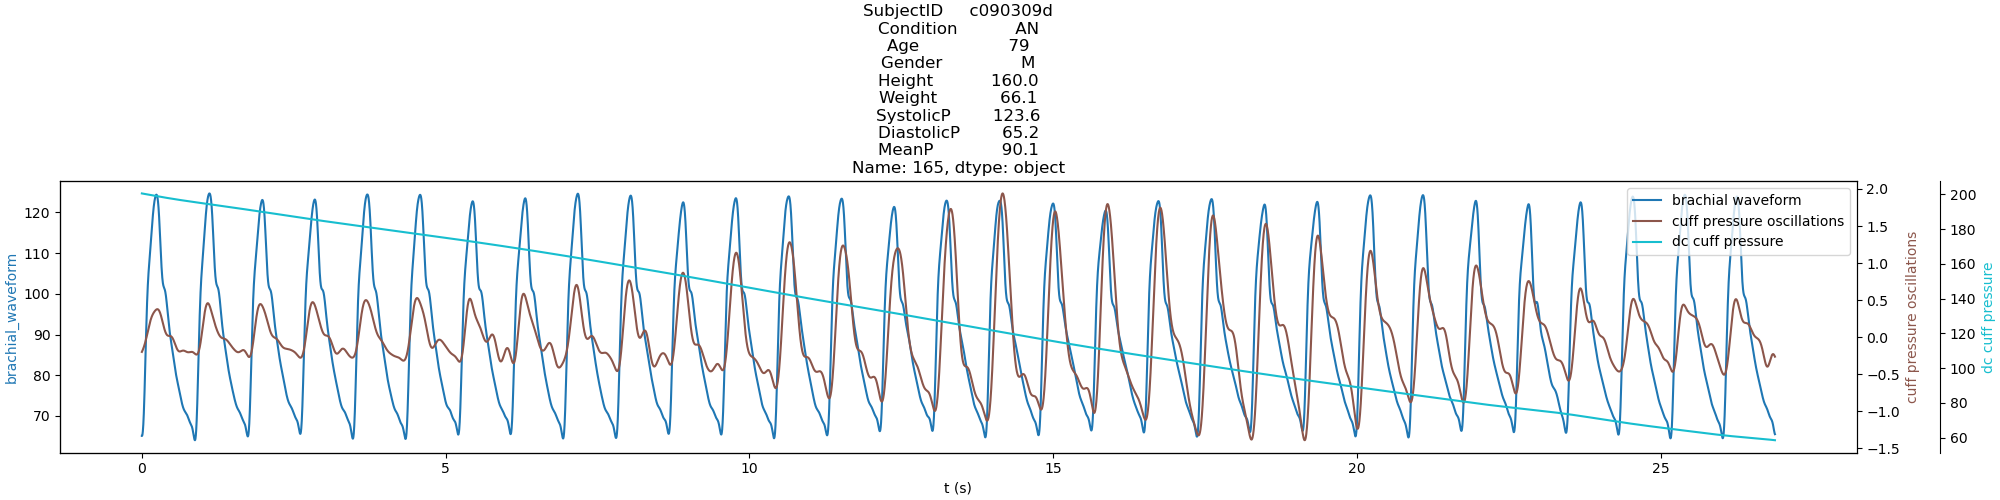 SubjectID c090309d
Condition AN
Age 79
Gender M
Height 160.0
Weight 66.1
SystolicP 123.6
DiastolicP 65.2
MeanP 90.1
Name: 165, dtype: object
brachial_waveform
120
110
100
90
80
70
0 5 10 15 20 25
t (s)
brachial waveform
cuff pressure oscillations
dc cuff pressure
2.0
1.5
1.0
0.5
0.0
−0.5
−1.0
−1.5
cuff pressure oscillations
200
180
160
140
120
100
80
60
dc cuff pressure